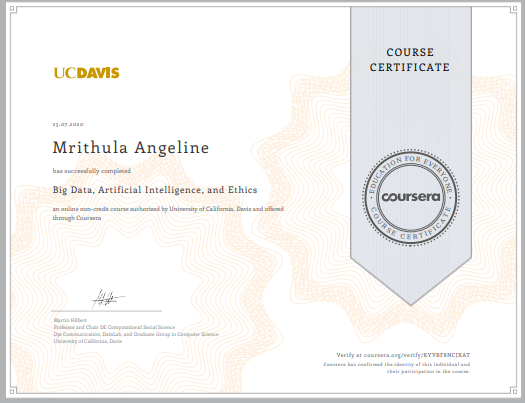 UCDAVIS
COURSE
CERTIFICATE
23.07.2020
Mrithula Angeline
has successfully completed
Big Data, Artificial Intelligence, and Ethics
an online non-credit course authorized by University of California, Davis and offered
through Coursera
EDUCATION FOR EVERYONE
coursera
COURSE CERTIFICATE
Martin Hilbert
Professor and Chair DE Computational Social Science
Dpt Communication, DataLab, and Graduate Group in Computer Science
University of California, Davis
Verify at coursera.org/verify/KYYBF8NCJXAT
Coursera has confirmed the identity of this individual and
their participation in the course.